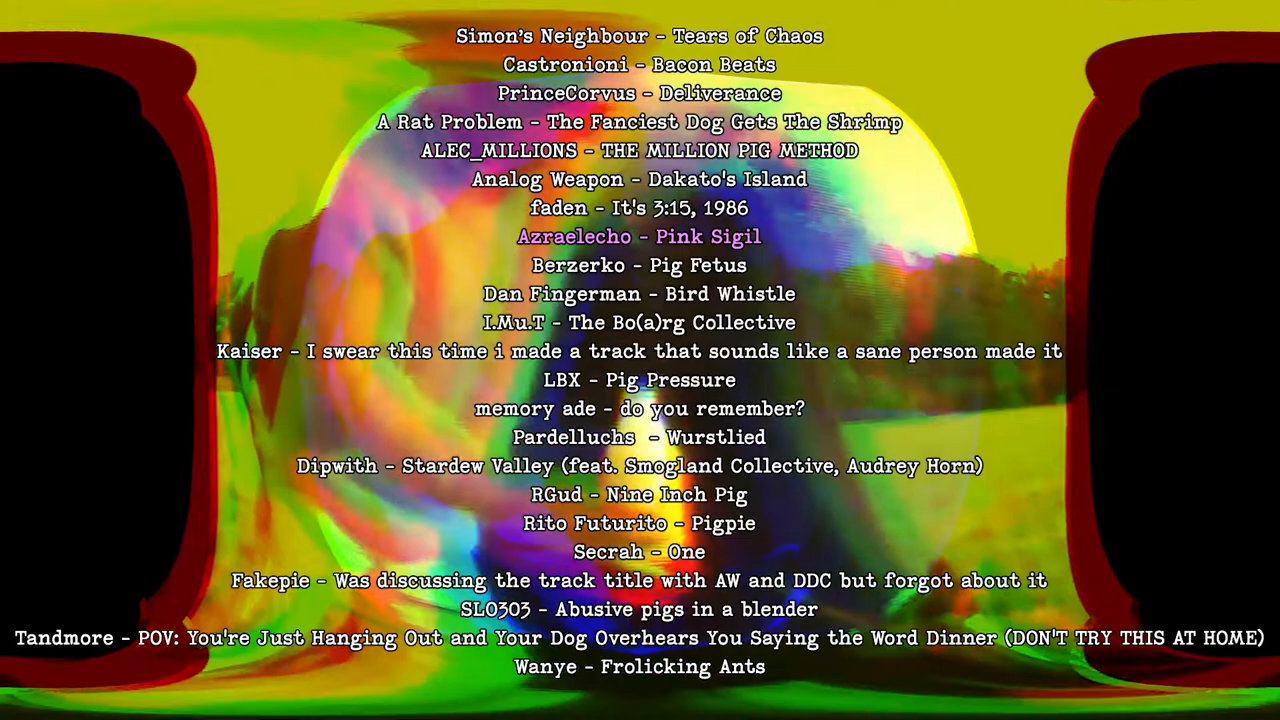 Simon's Neighbour - Tears of Chaos
Castronioni - Bacon Beats
PrinceCorvus - Deliverance
A Rat Problem - The Fanciest Dog Gets The Shrimp
ALEC_MILLIONS - THE MILLION PIG METHOD
Analog Weapon - Dakato's Island
faden - It's 3:15, 1986
Azraelecho - Pink Sigil
Berzerko - Pig Fetus
Dan Fingerman - Bird Whistle
I.Mu.T - The Bo(a)rg Collective
Kaiser - I swear this time i made a track that sounds like a sane person made it
LBX - Pig Pressure
memory ade - do you remember?
Pardelluchs - Wurstlied
Dipwith - Stardew Valley (feat. Smogland Collective, Audrey Horn)
RGud - Nine Inch Pig
Rito Futurito - Pigpie
Secrah - One
Fakepie - Was discussing the track title with AW and DDC but forgot about it
SLO303 - Abusive pigs in a blender
Tandmore - POV: You're Just Hanging Out and Your Dog Overhears You Saying the Word Dinner (DON'T TRY THIS AT HOME)
Wanye - Frolicking Ants